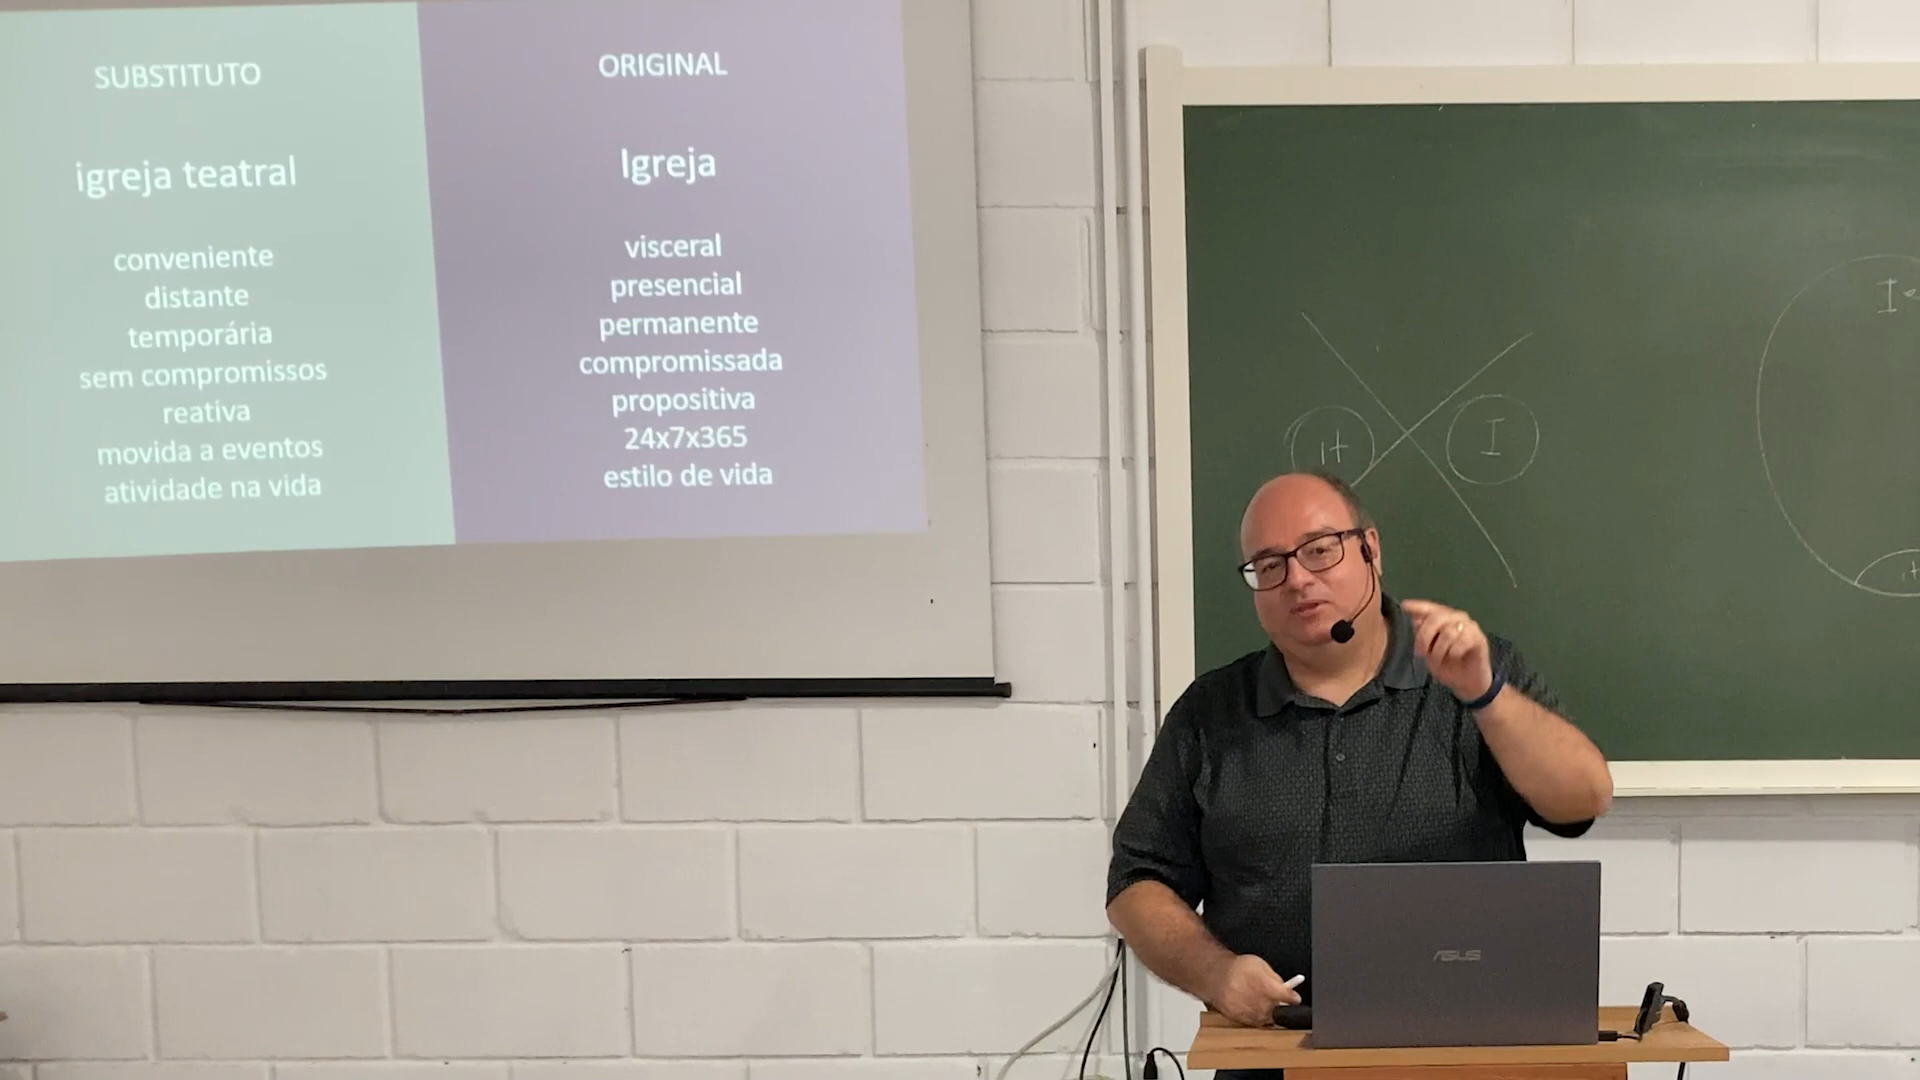 SUBSTITUTO
igreja teatral
conveniente
distante
temporária
sem compromissos
reativa
movida a eventos
atividade na vida
ORIGINAL
Igreja
visceral
presencial
permanente
compromissada
propositiva
24x7x365
estilo de vida
I
ASUS